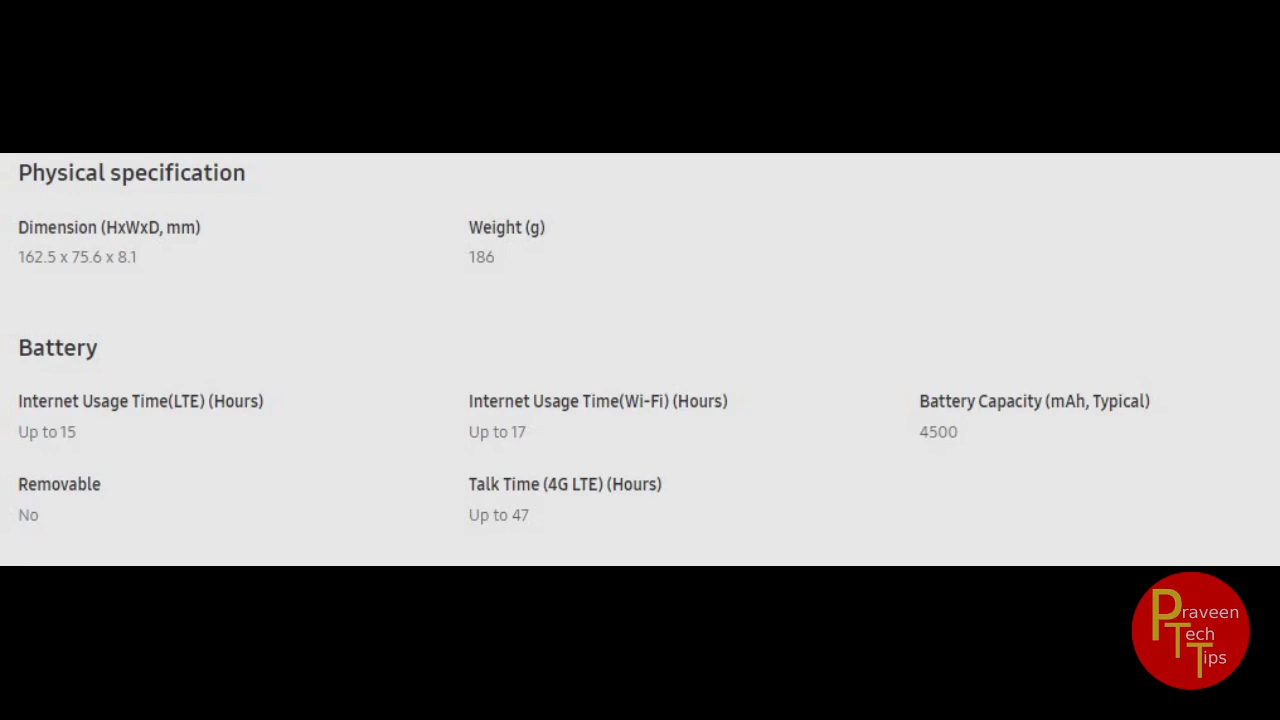 Physical specification
Dimension (HxWxD, mm)
Weight (g)
162.5 x 75.6 x 8.1
186
Battery
Internet Usage Time(LTE) (Hours)
Internet Usage Time(Wi-Fi) (Hours)
Battery Capacity (mAh, Typical)
Up to 15
Up to 17
4500
Removable
Talk Time (4G LTE) (Hours)
No
Up to 47
Praveen
Tech
Tips